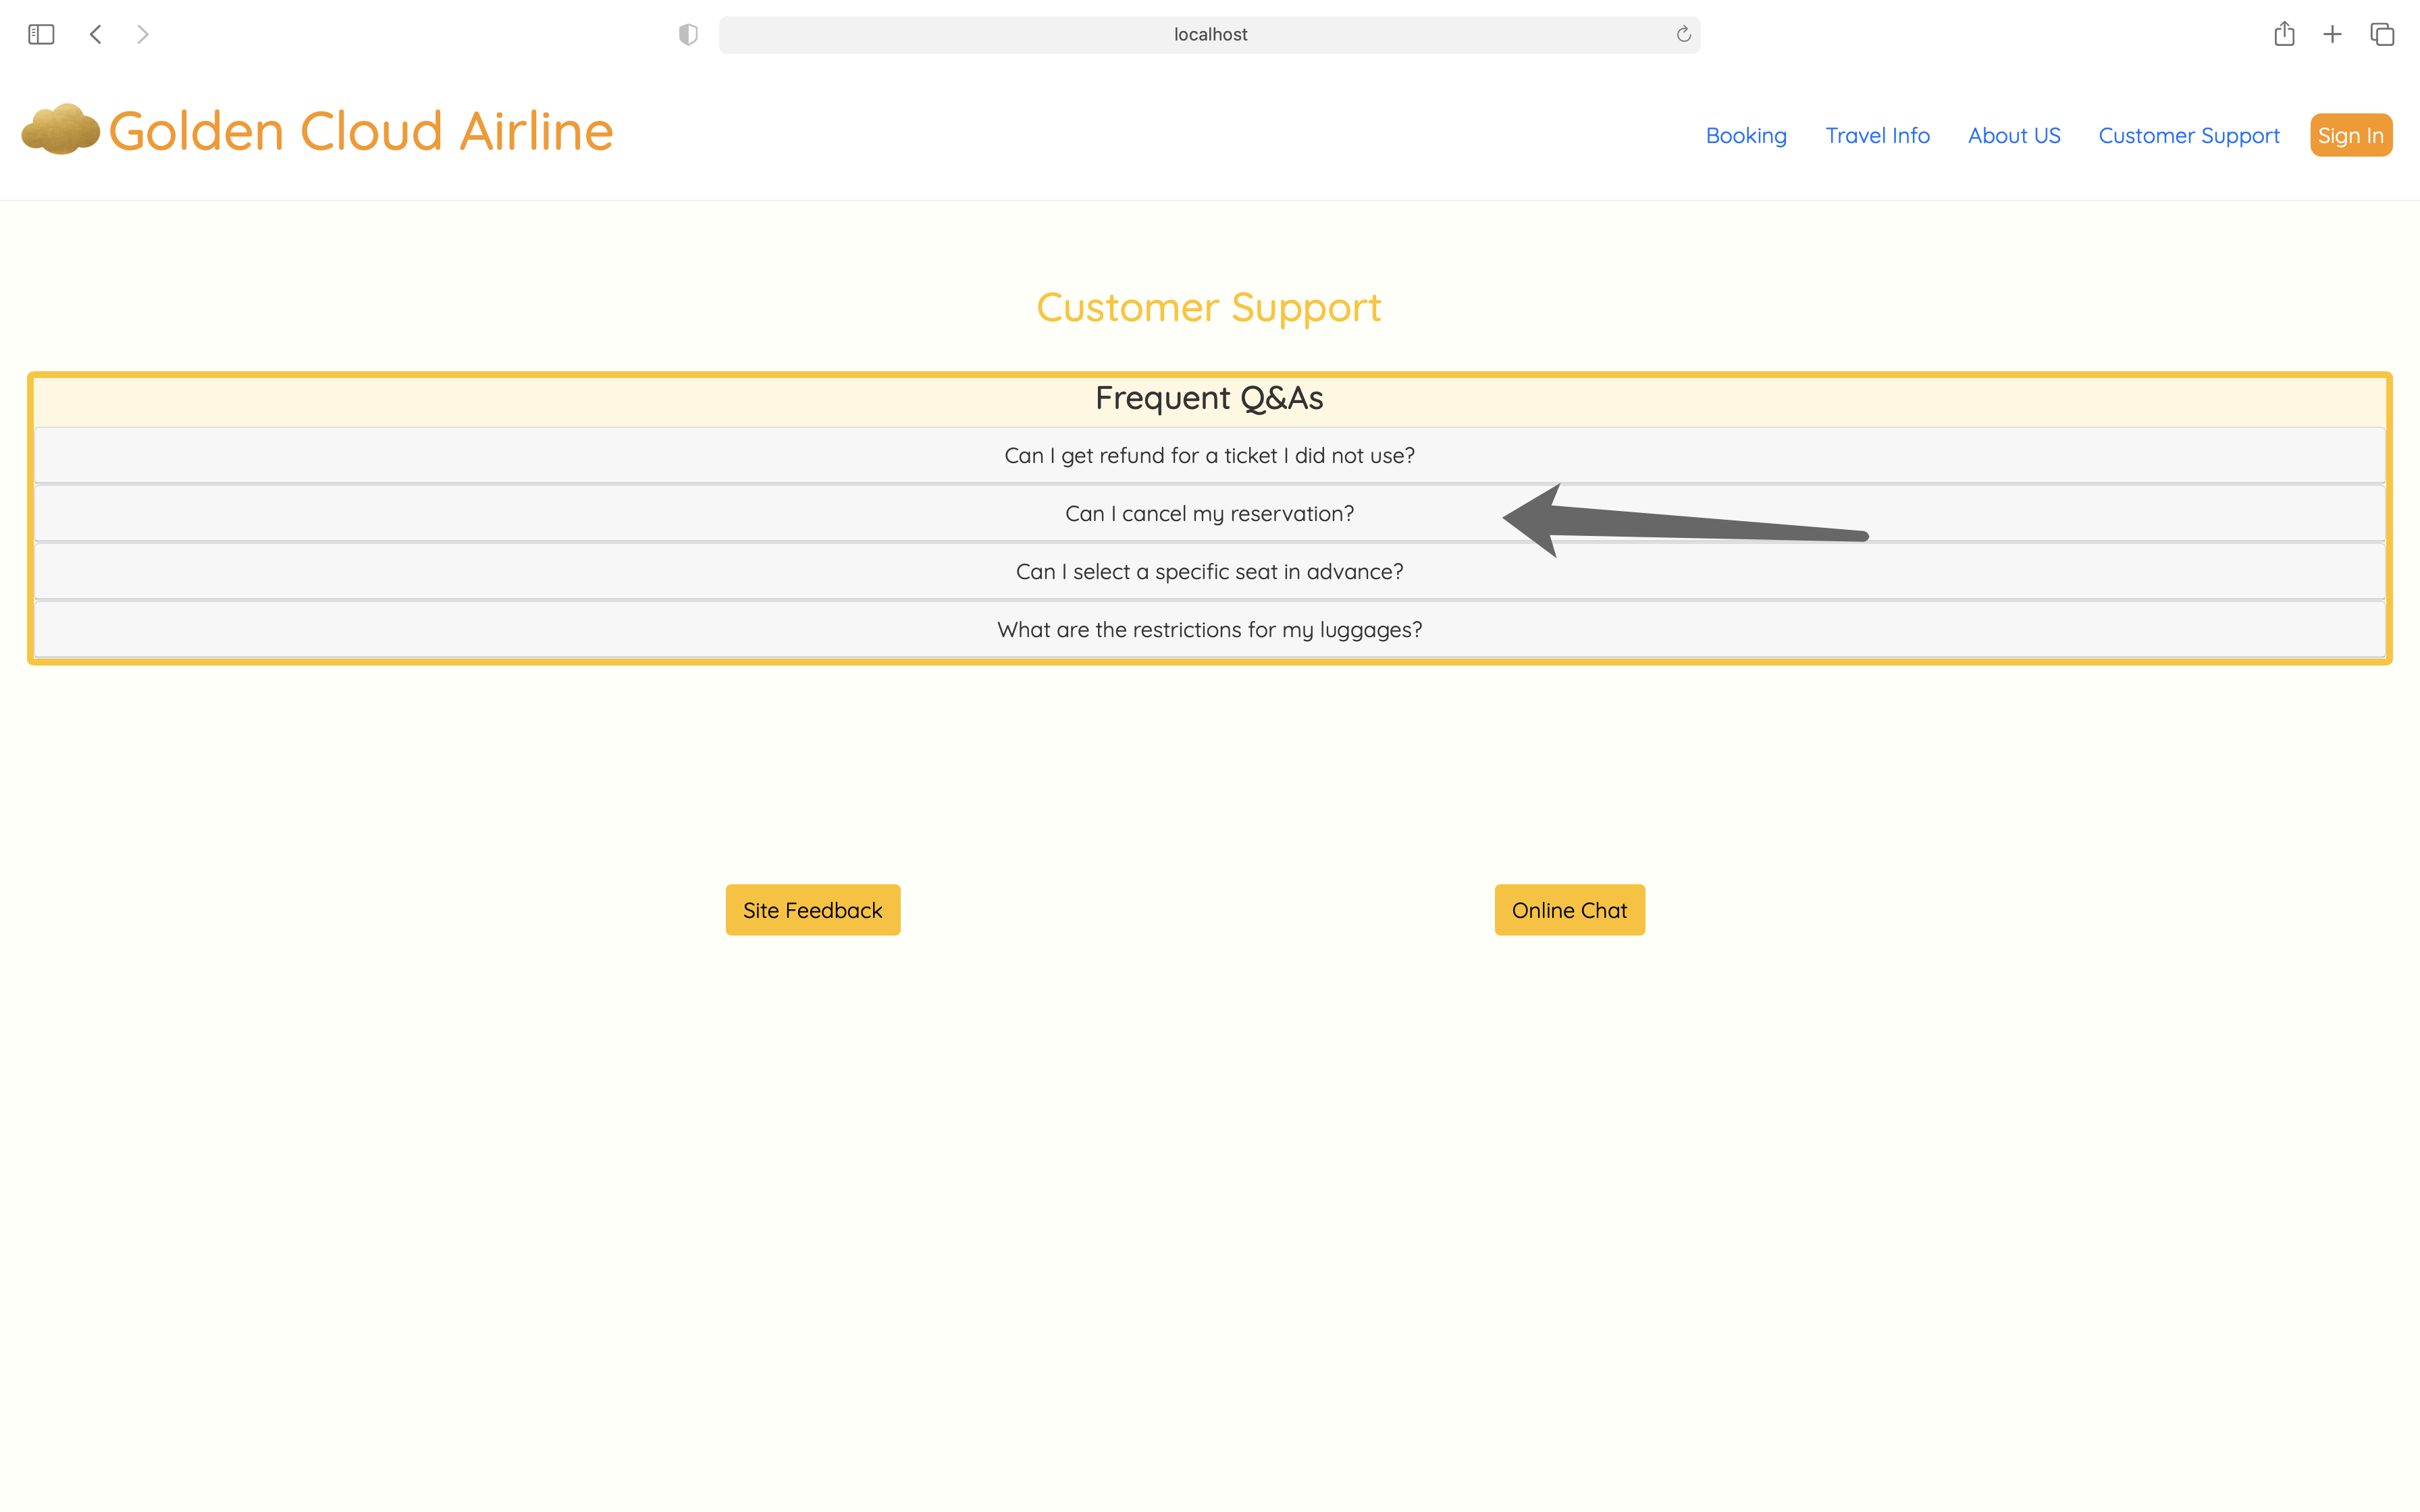 localhost
Golden Cloud Airline
Booking Travel Info About US Customer Support Sign In
Customer Support
Frequent Q&As
Can I get refund for a ticket I did not use?
Can I cancel my reservation?
Can I select a specific seat in advance?
What are the restrictions for my luggages?
Site Feedback Online Chat